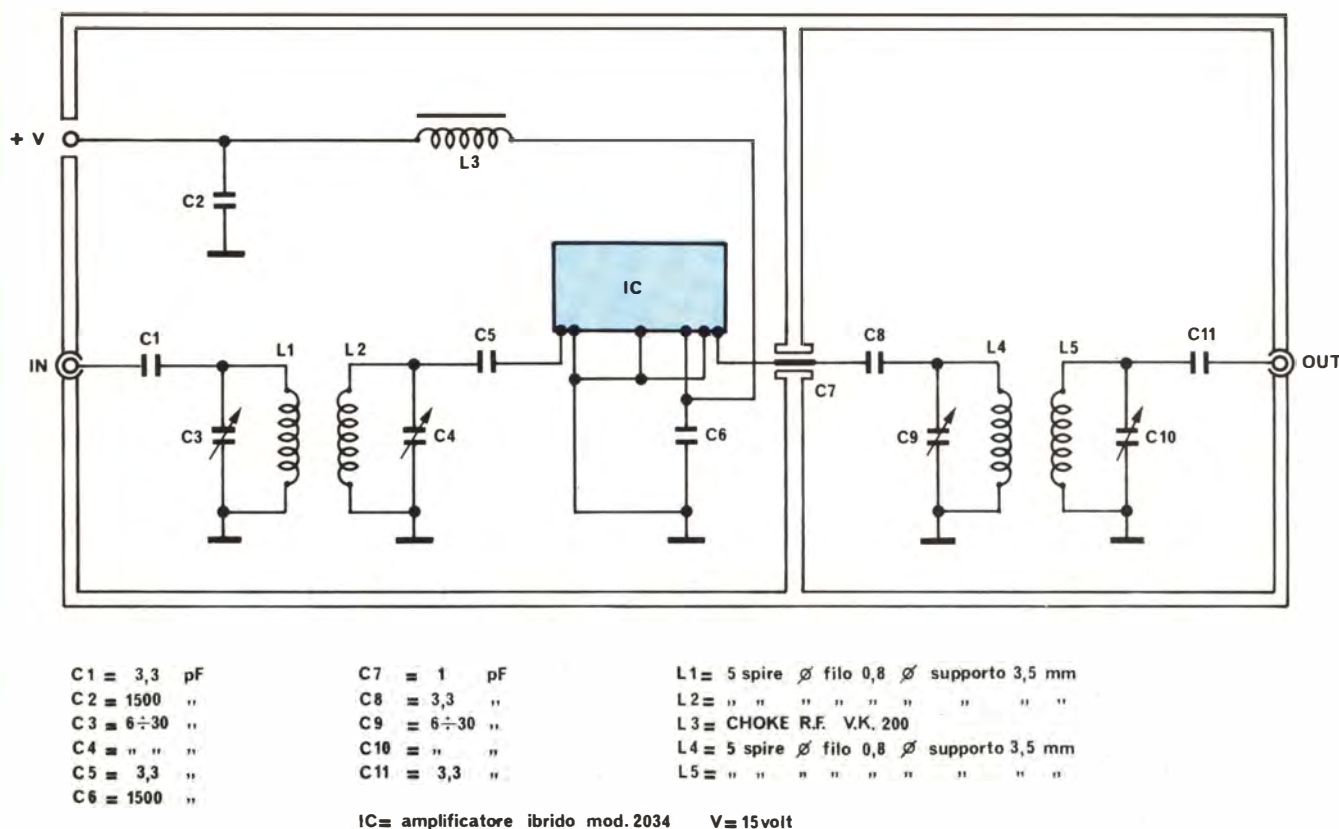 + V
L3
C2
IC
C1
L1
L2
C5
C8
L4
L5
C11
IN
OUT
C7
C3
C4
C6
C9
C10
C1 = 3,3 pF
C2 = 1500 ,,
C3 = 6÷30 ,,
C4 = ,, ,, ,,
C5 = 3,3 ,,
C6 = 1500 ,,
C7 = 1 pF
C8 = 3,3 ,,
C9 = 6÷30 ,,
C10 = ,, ,,
C11 = 3,3 ,,
L1= 5 spire Ø filo 0,8 Ø supporto 3,5 mm
L2= ,, ,, ,, ,, ,, ,, ,, ,, ,,
L3= CHOKE R.F. V.K. 200
L4= 5 spire Ø filo 0,8 Ø supporto 3,5 mm
L5= ,, ,, ,, ,, ,, ,, ,, ,, ,,
IC= amplificatore ibrido mod. 2034 V= 15 volt